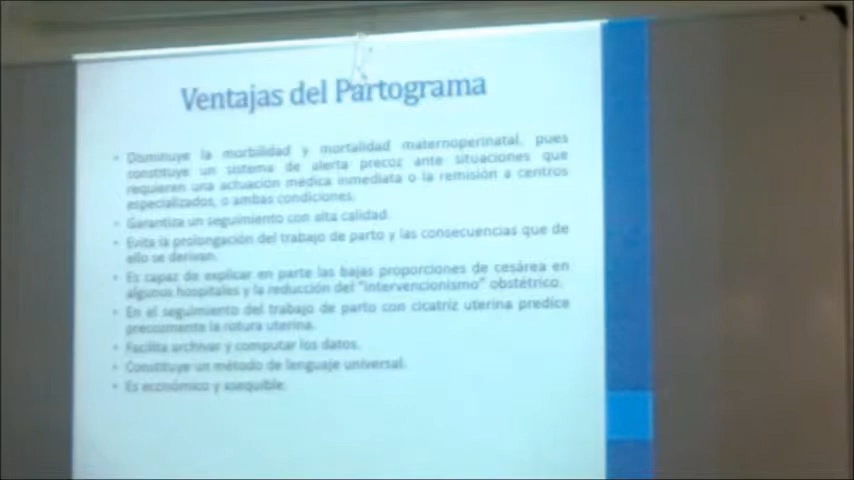 Ventajas del Partograma
• Disminuye la morbilidad y mortalidad maternoperinatal, pues
constituye un sistema de alerta precoz ante situaciones que
requieren una actuación médica inmediata o la remisión a centros
especializados, o ambas condiciones.
• Garantiza un seguimiento con alta calidad.
• Evita la prolongación del trabajo de parto y las consecuencias que de
ello se derivan.
• Es capaz de explicar en parte las bajas proporciones de cesárea en
algunos hospitales y la reducción del "intervencionismo" obstétrico.
• En el seguimiento del trabajo de parto con cicatriz uterina predice
precozmente la rotura uterina.
• Facilita archivar y computar los datos.
• Constituye un método de lenguaje universal.
• Es económico y asequible.